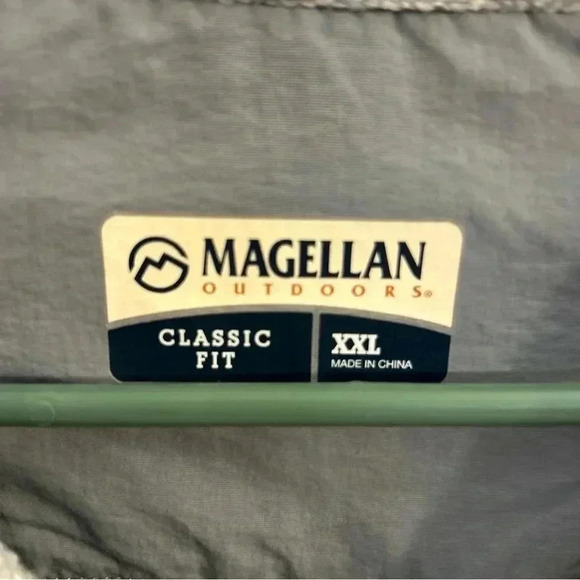 MAGELLAN
OUTDOORS®
CLASSIC
FIT
XXL
MADE IN CHINA